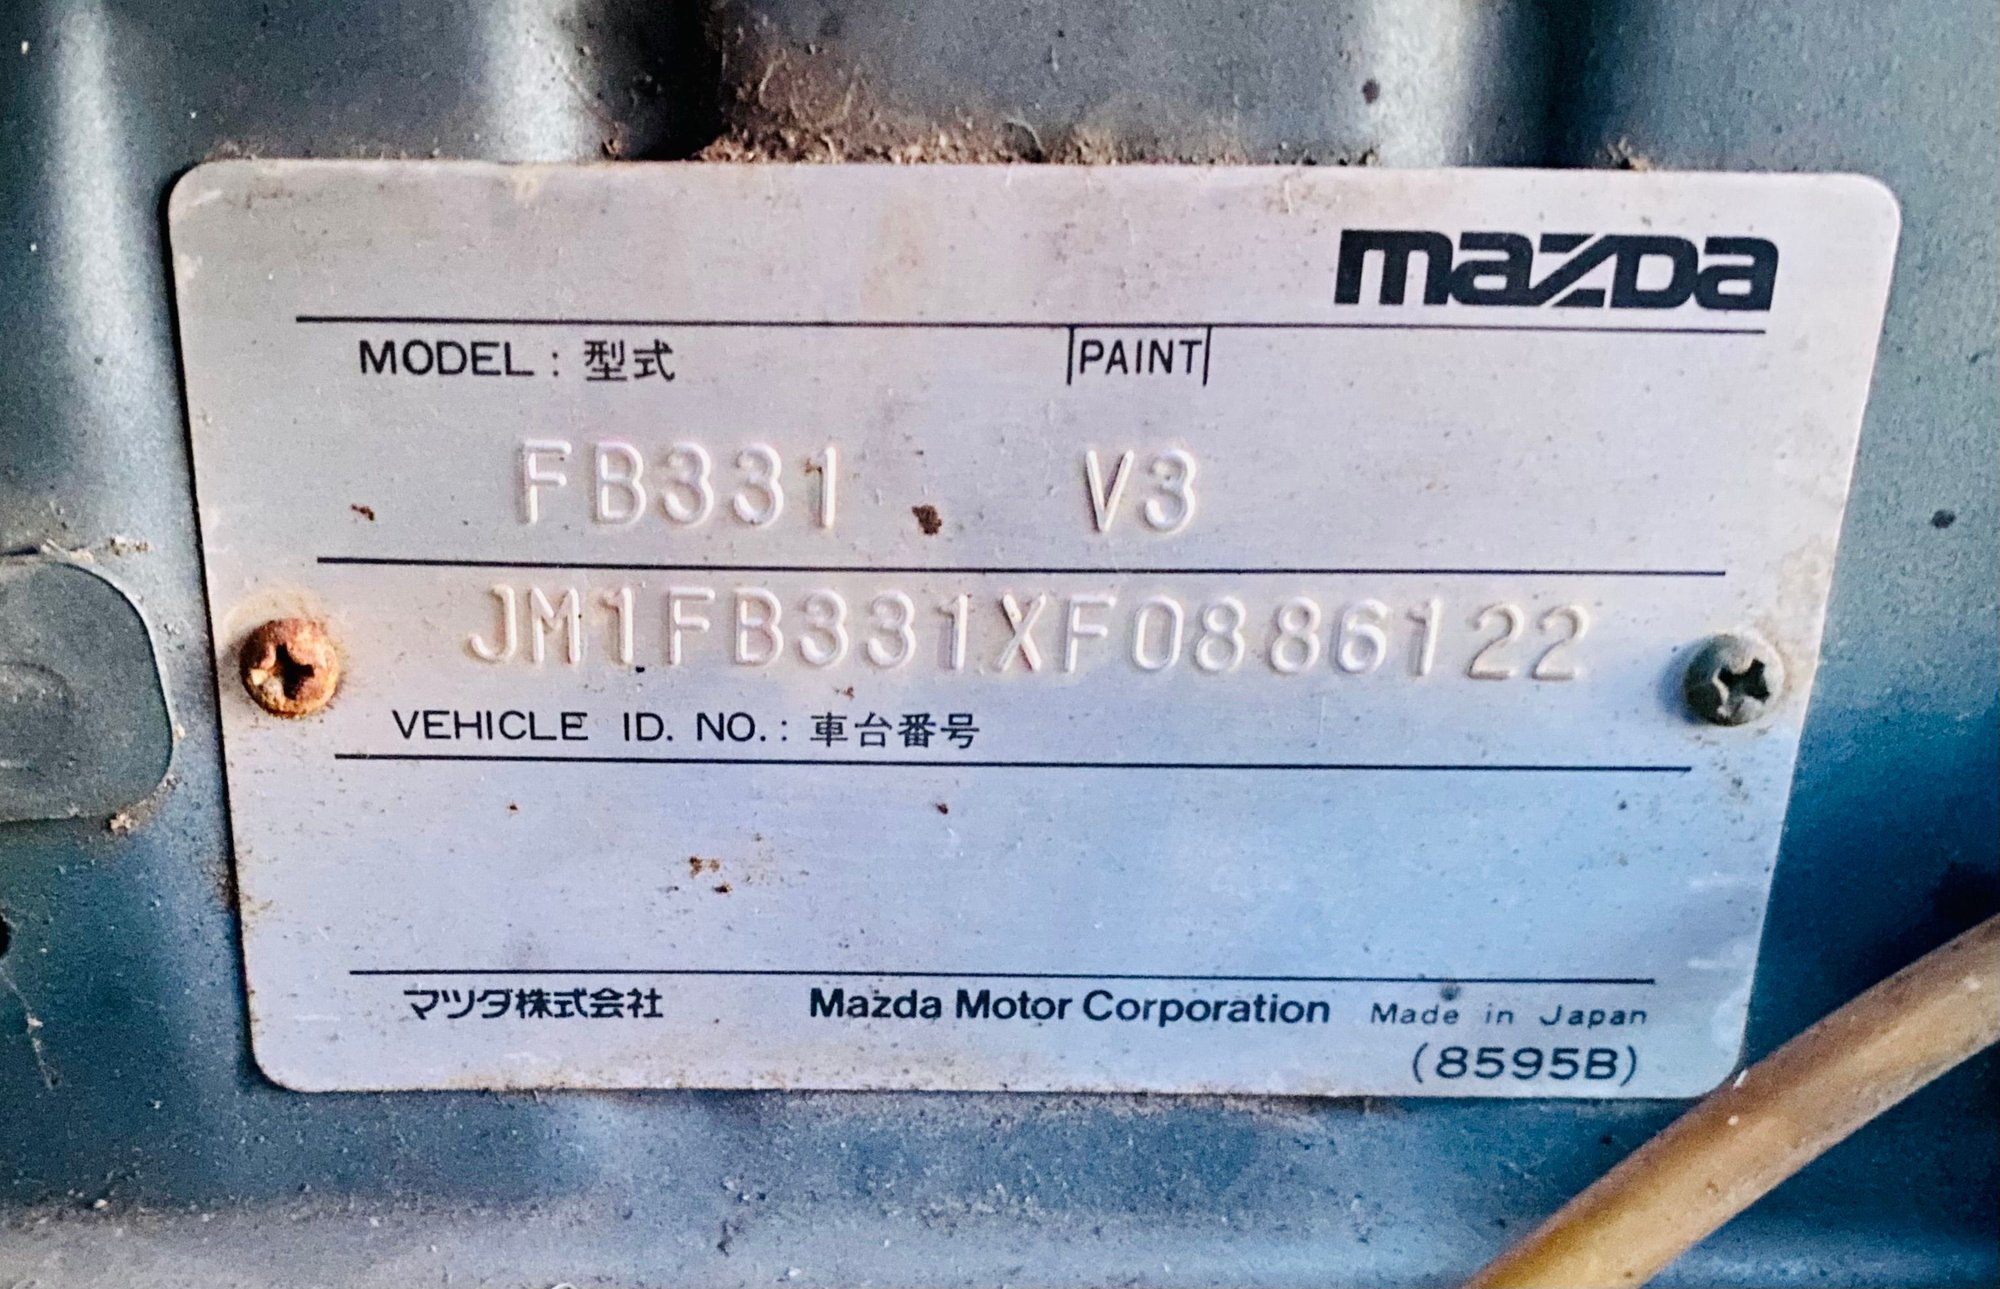 mazda
MODEL : 型式 PAINT
FB331 V3
JM1FB331XF0886122
VEHICLE ID. NO. : 車台番号
マツダ株式会社 Mazda Motor Corporation Made in Japan
(8595B)